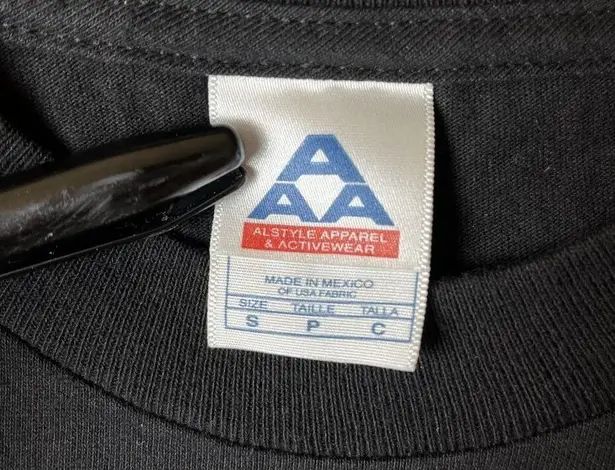 A
AAA
ALSTYLE APPAREL
& ACTIVEWEAR
MADE IN MEXICO
OF USA FABRIC
SIZE TAILLE TALLA
S P C